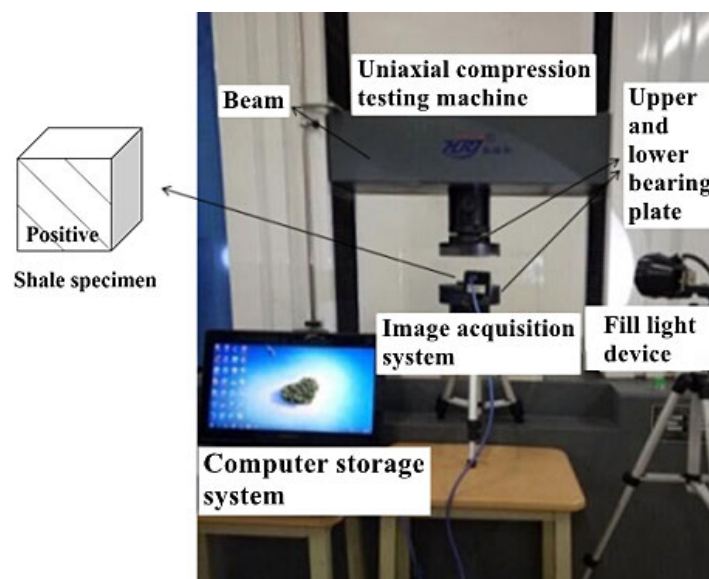 Uniaxial compression
testing machine
Beam
Upper
and
lower
bearing
plate
Positive
Shale specimen
Image acquisition
system
Fill light
device
Computer storage
system